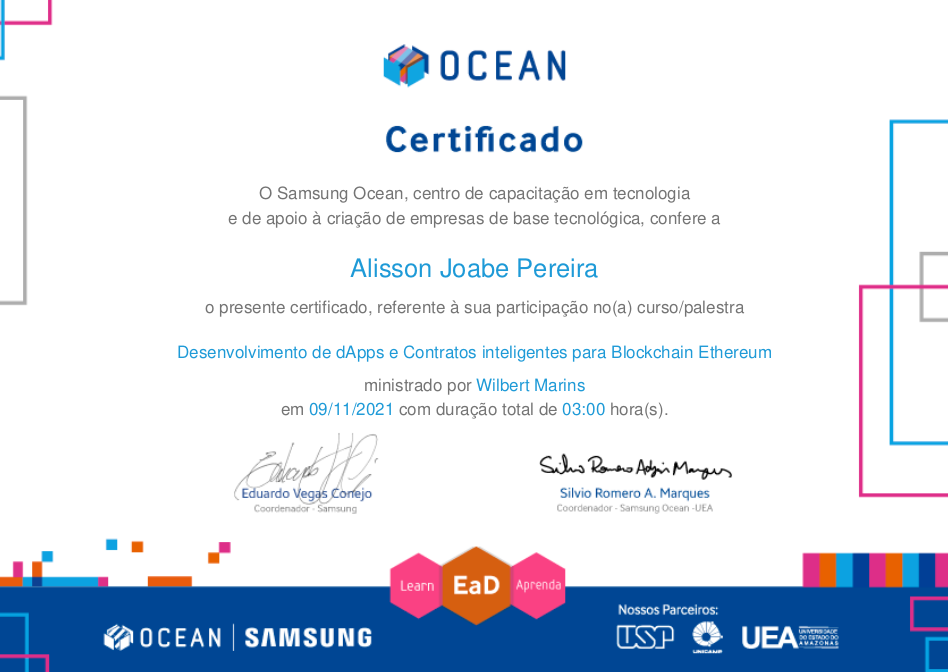 OCEAN
Certificado
O Samsung Ocean, centro de capacitação em tecnologia
e de apoio à criação de empresas de base tecnológica, confere a
Alisson Joabe Pereira
o presente certificado, referente à sua participação no(a) curso/palestra
Desenvolvimento de dApps e Contratos inteligentes para Blockchain Ethereum
ministrado por Wilbert Marins
em 09/11/2021 com duração total de 03:00 hora(s).
Eduardo Vegas Conejo
Coordenador - Samsung
Silvio Romero A. Marques
Coordenador - Samsung Ocean -UEA
Learn
EaD
Aprenda
OCEAN
SAMSUNG
Nossos Parceiros:
USP
UNICAMP
UEA
UNIVERSIDADE
DO ESTADO DO
AMAZONAS